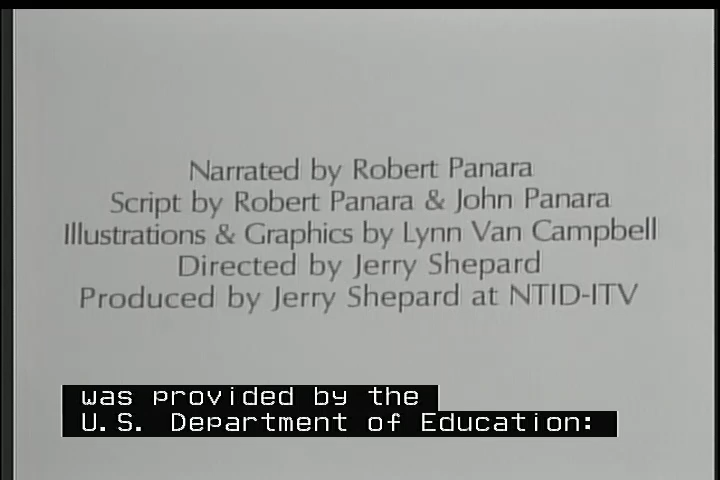 Narrated by Robert Panara
Script by Robert Panara & John Panara
Illustrations & Graphics by Lynn Van Campbell
Directed by Jerry Shepard
Produced by Jerry Shepard at NTID-ITV
was provided by the
U.S. Department of Education: